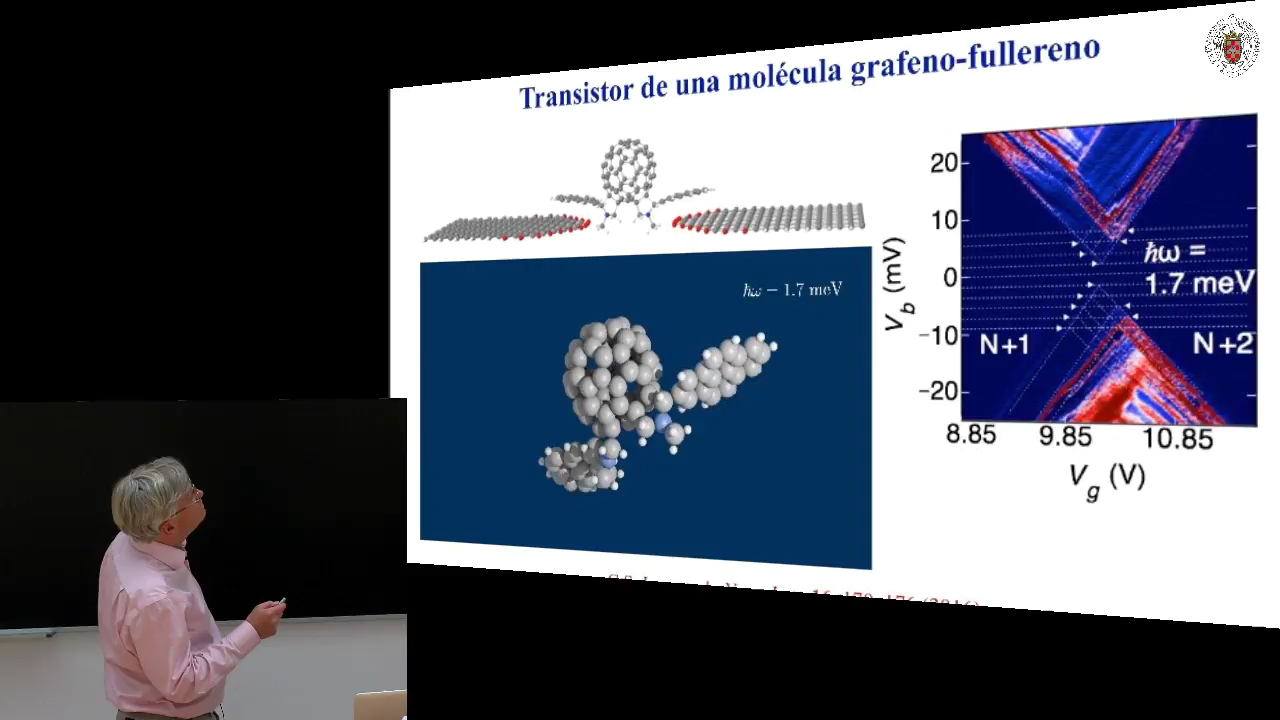 Transistor de una molécula grafeno-fullereno
ħω = 1.7 meV
20
10
0
−10
−20
V_b (mV)
ħω =
1.7 meV
N+1
N+2
8.85
9.85
10.85
V_g (V)